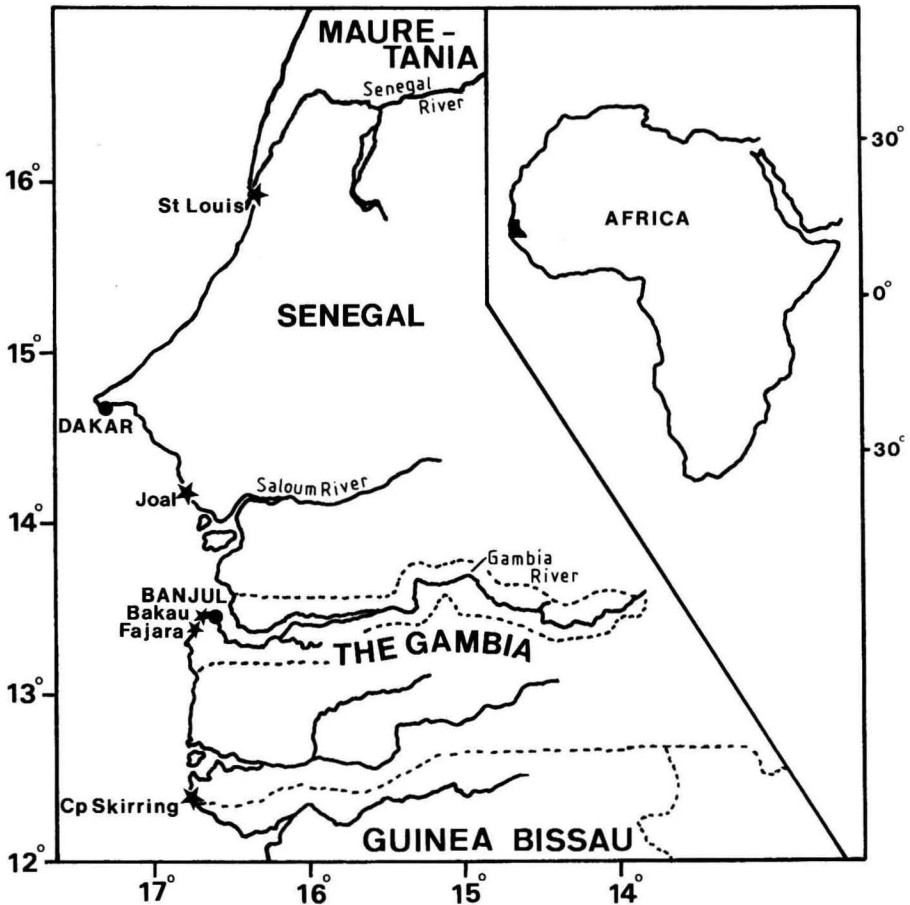 MAURE-
TANIA
Senegal
River
30°
16°
St Louis
AFRICA
0°
SENEGAL
15°
DAKAR
30°
Joal
Saloum River
14°
Gambia
River
BANJUL
Bakau
Fajara
THE GAMBIA
13°
Cp Skirring
GUINEA BISSAU
12°
17°
16°
15°
14°